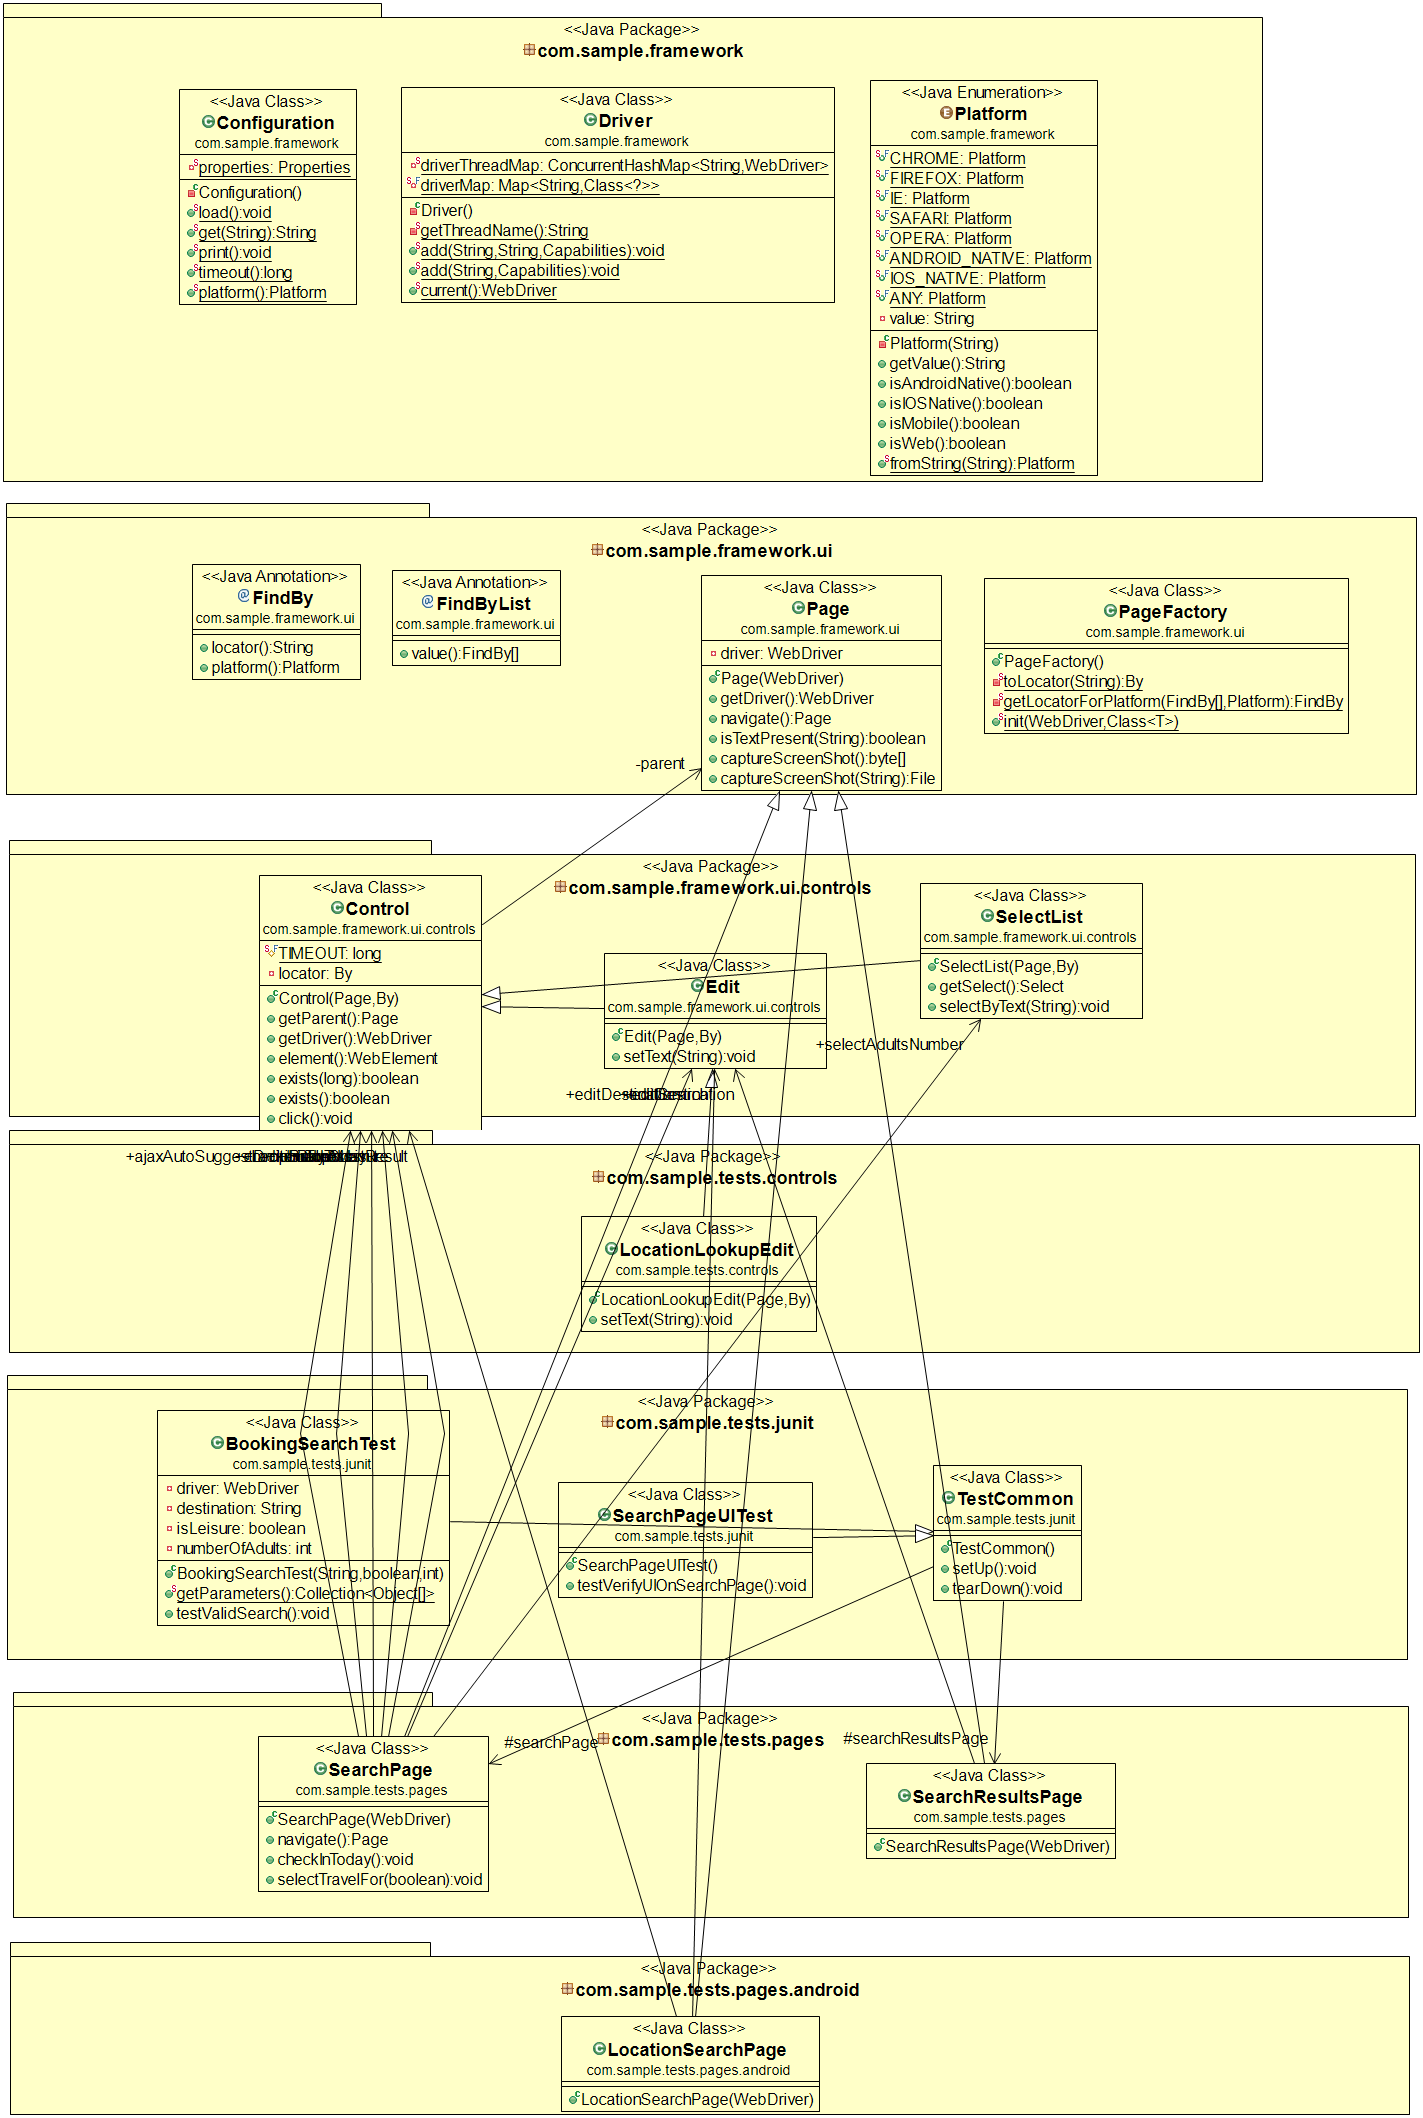 <<Java Package>>
com.sample.framework
<<Java Class>>
Configuration
com.sample.framework
properties: Properties
Configuration()
load():void
get(String):String
print():void
timeout():long
platform():Platform
<<Java Class>>
Driver
com.sample.framework
driverThreadMap: ConcurrentHashMap<String,WebDriver>
driverMap: Map<String,Class<?>>
Driver()
getThreadName():String
add(String,String,Capabilities):void
add(String,Capabilities):void
current():WebDriver
<<Java Enumeration>>
Platform
com.sample.framework
CHROME: Platform
FIREFOX: Platform
IE: Platform
SAFARI: Platform
OPERA: Platform
ANDROID_NATIVE: Platform
IOS_NATIVE: Platform
ANY: Platform
value: String
Platform(String)
getValue():String
isAndroidNative():boolean
isIOSNative():boolean
isMobile():boolean
isWeb():boolean
fromString(String):Platform
<<Java Package>>
com.sample.framework.ui
<<Java Annotation>>
FindBy
com.sample.framework.ui
locator():String
platform():Platform
<<Java Annotation>>
FindByList
com.sample.framework.ui
value():FindBy[]
<<Java Class>>
Page
com.sample.framework.ui
driver: WebDriver
Page(WebDriver)
getDriver():WebDriver
navigate():Page
isTextPresent(String):boolean
captureScreenShot():byte[]
captureScreenShot(String):File
<<Java Class>>
PageFactory
com.sample.framework.ui
PageFactory()
toLocator(String):By
getLocatorForPlatform(FindBy[],Platform):FindBy
init(WebDriver,Class<T>)
-parent
<<Java Package>>
com.sample.framework.ui.controls
<<Java Class>>
Control
com.sample.framework.ui.controls
TIMEOUT: long
locator: By
Control(Page,By)
getParent():Page
getDriver():WebDriver
element():WebElement
exists(long):boolean
exists():boolean
click():void
<<Java Class>>
Edit
com.sample.framework.ui.controls
Edit(Page,By)
setText(String):void
<<Java Class>>
SelectList
com.sample.framework.ui.controls
SelectList(Page,By)
getSelect():Select
selectByText(String):void
+selectAdultsNumber
<<Java Package>>
com.sample.tests.controls
<<Java Class>>
LocationLookupEdit
com.sample.tests.controls
LocationLookupEdit(Page,By)
setText(String):void
<<Java Package>>
com.sample.tests.junit
<<Java Class>>
BookingSearchTest
com.sample.tests.junit
driver: WebDriver
destination: String
isLeisure: boolean
numberOfAdults: int
BookingSearchTest(String,boolean,int)
getParameters():Collection<Object[]>
testValidSearch():void
<<Java Class>>
SearchPageUITest
com.sample.tests.junit
SearchPageUITest()
testVerifyUIOnSearchPage():void
<<Java Class>>
TestCommon
com.sample.tests.junit
TestCommon()
setUp():void
tearDown():void
<<Java Package>>
com.sample.tests.pages
#searchPage
#searchResultsPage
<<Java Class>>
SearchPage
com.sample.tests.pages
SearchPage(WebDriver)
navigate():Page
checkInToday():void
selectTravelFor(boolean):void
<<Java Class>>
SearchResultsPage
com.sample.tests.pages
SearchResultsPage(WebDriver)
<<Java Package>>
com.sample.tests.pages.android
<<Java Class>>
LocationSearchPage
com.sample.tests.pages.android
LocationSearchPage(WebDriver)